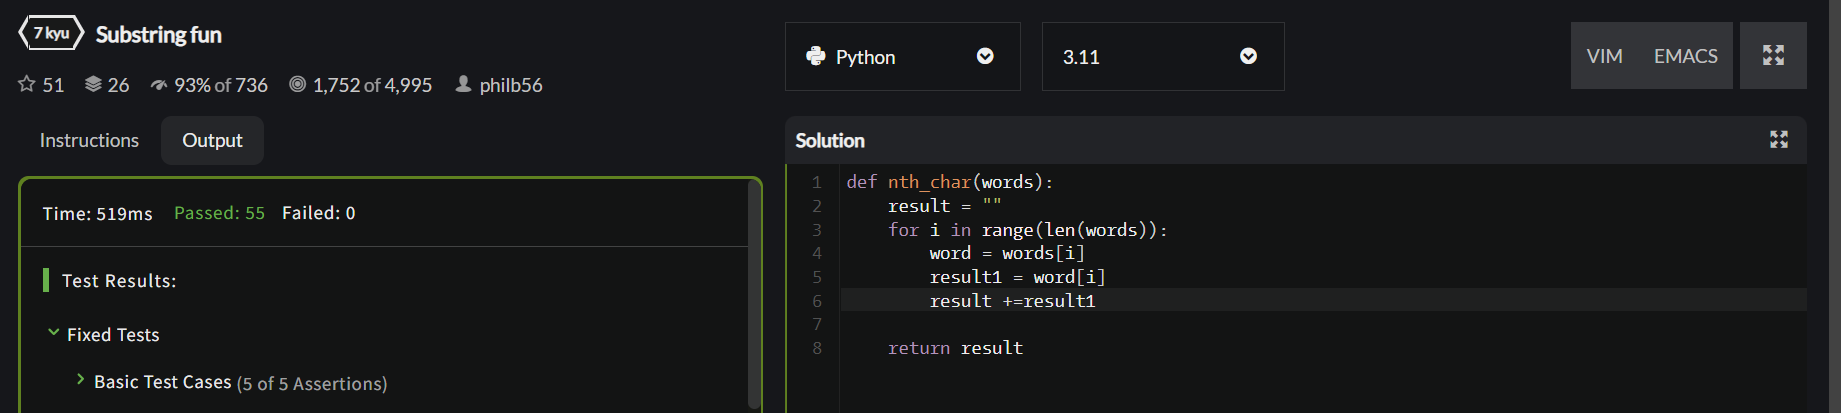 7 kyu Substring fun
51 26 93% of 736 1,752 of 4,995 philb56
Instructions Output
Time: 519ms Passed: 55 Failed: 0
Test Results:
Fixed Tests
Basic Test Cases (5 of 5 Assertions)
Python 3.11 VIM EMACS
Solution
1 def nth_char(words):
2     result = ""
3     for i in range(len(words)):
4         word = words[i]
5         result1 = word[i]
6         result +=result1
7
8     return result